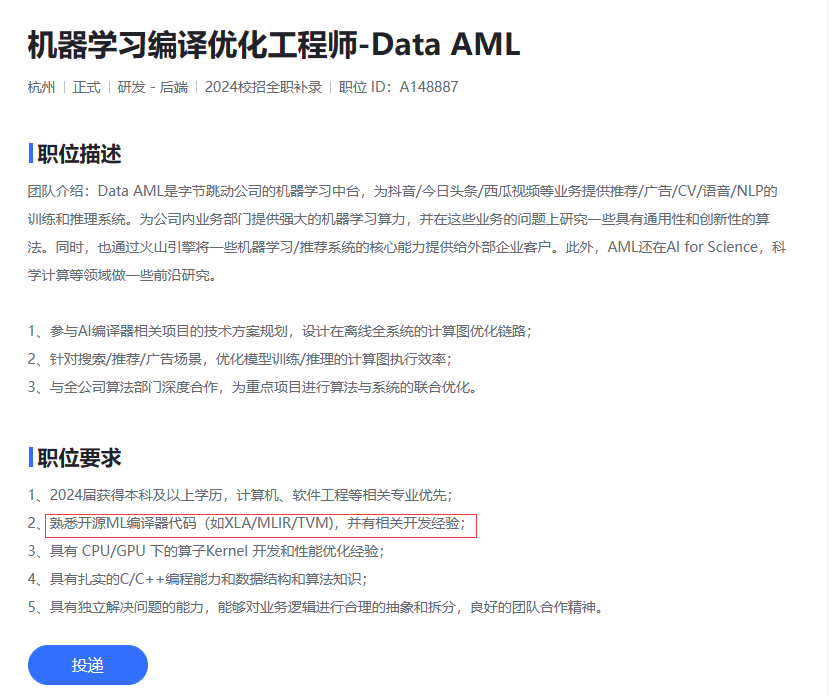 机器学习编译优化工程师-Data AML
杭州 | 正式 | 研发 - 后端 | 2024校招全职补录 | 职位 ID：A148887
职位描述
团队介绍：Data AML是字节跳动公司的机器学习中台，为抖音/今日头条/西瓜视频等业务提供推荐/广告/CV/语音/NLP的
训练和推理系统。为公司内业务部门提供强大的机器学习算力，并在这些业务的问题上研究一些具有通用性和创新性的算
法。同时，也通过火山引擎将一些机器学习/推荐系统的核心能力提供给外部企业客户。此外，AML还在AI for Science，科
学计算等领域做一些前沿研究。
1、参与AI编译器相关项目的技术方案规划，设计在离线全系统的计算图优化链路；
2、针对搜索/推荐/广告场景，优化模型训练/推理的计算图执行效率；
3、与全公司算法部门深度合作，为重点项目进行算法与系统的联合优化。
职位要求
1、2024届获得本科及以上学历，计算机、软件工程等相关专业优先；
2、熟悉开源ML编译器代码（如XLA/MLIR/TVM)，并有相关开发经验；
3、具有 CPU/GPU 下的算子Kernel 开发和性能优化经验；
4、具有扎实的C/C++编程能力和数据结构和算法知识；
5、具有独立解决问题的能力，能够对业务逻辑进行合理的抽象和拆分，良好的团队合作精神。
投递